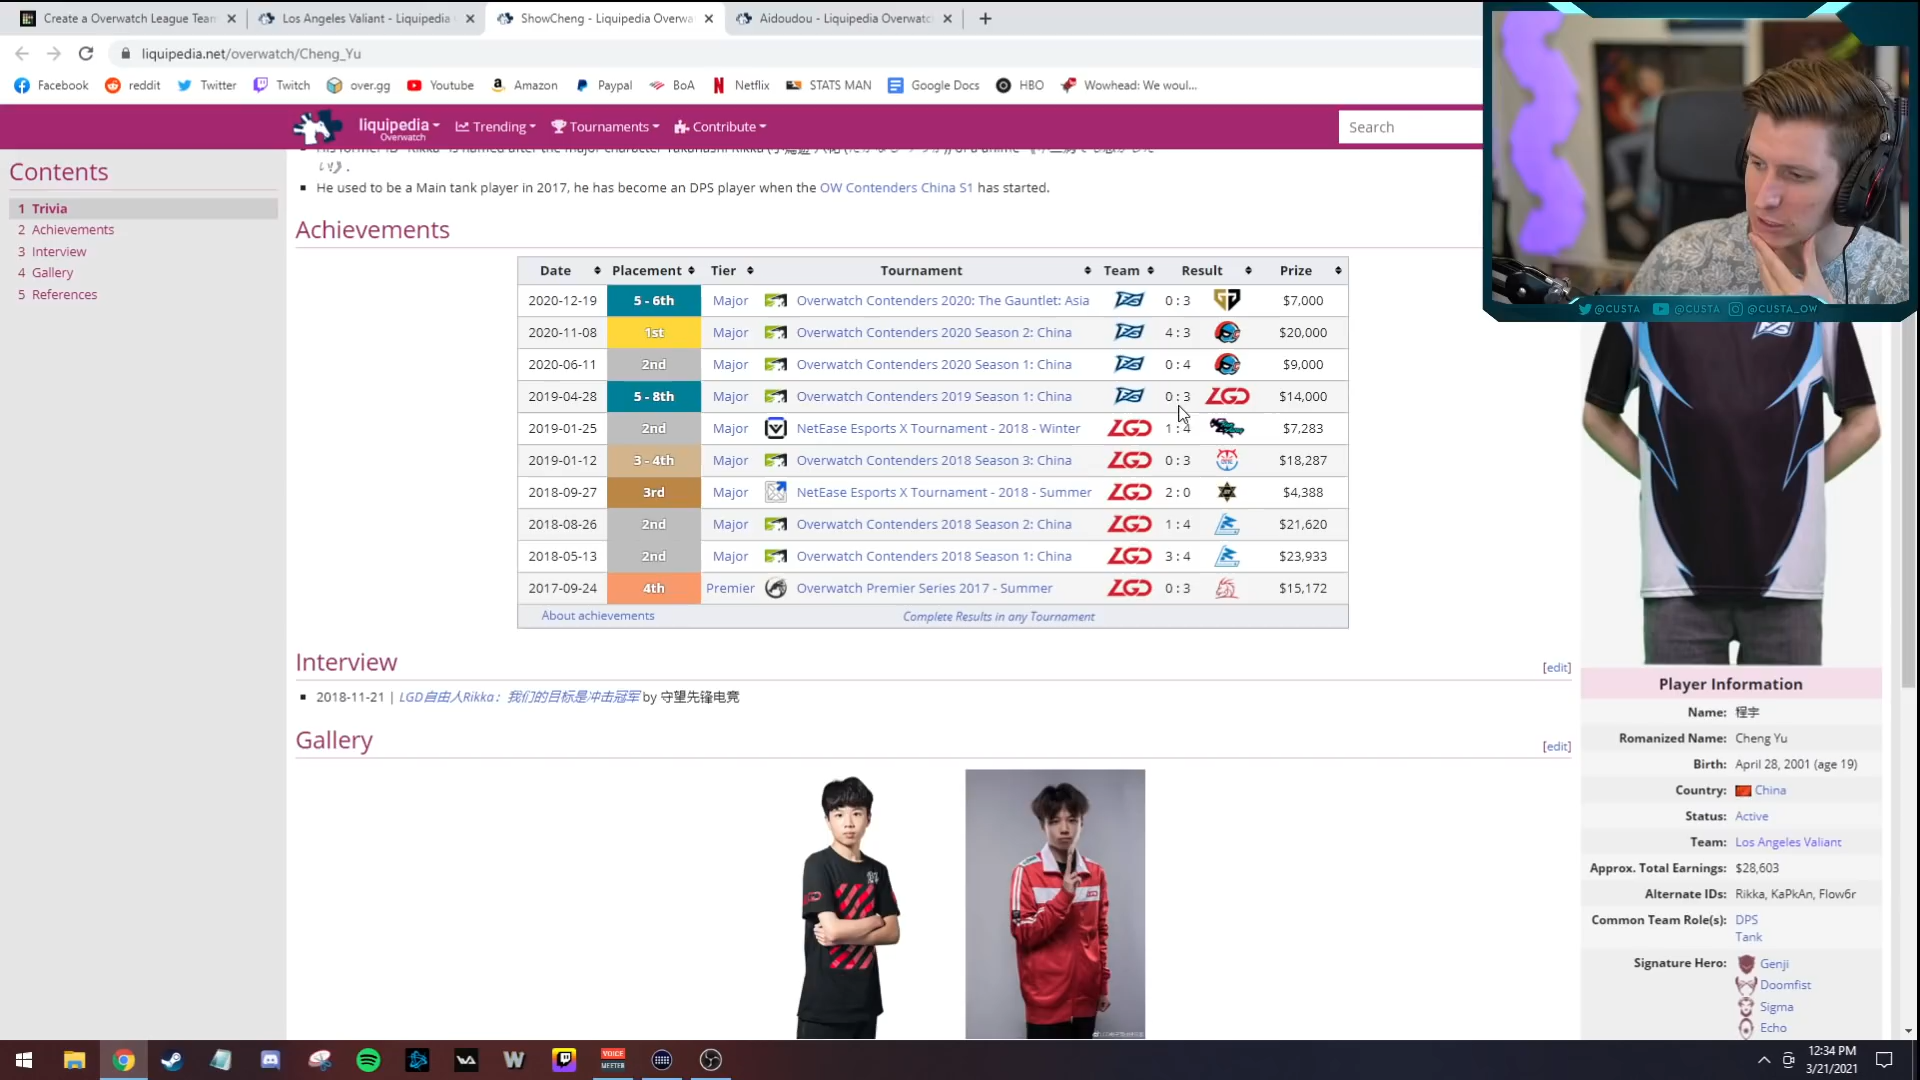 Create a Overwatch League Team
Los Angeles Valiant - Liquipedia
ShowCheng - Liquipedia Overwa
Aidoudou - Liquipedia Overwatc
liquipedia.net/overwatch/Cheng_Yu
Facebook reddit Twitter Twitch over.gg Youtube Amazon Paypal BoA Netflix STATS MAN Google Docs HBO Wowhead: We woul...
liquipedia Overwatch Trending Tournaments Contribute Search
Contents
1 Trivia
2 Achievements
3 Interview
4 Gallery
5 References
He used to be a Main tank player in 2017, he has become an DPS player when the OW Contenders China S1 has started.
Achievements
Date Placement Tier Tournament Team Result Prize
2020-12-19 5 - 6th Major Overwatch Contenders 2020: The Gauntlet: Asia 0 : 3 $7,000
2020-11-08 1st Major Overwatch Contenders 2020 Season 2: China 4 : 3 $20,000
2020-06-11 2nd Major Overwatch Contenders 2020 Season 1: China 0 : 4 $9,000
2019-04-28 5 - 8th Major Overwatch Contenders 2019 Season 1: China 0 : 3 LGD $14,000
2019-01-25 2nd Major NetEase Esports X Tournament - 2018 - Winter LGD 1 : 4 $7,283
2019-01-12 3 - 4th Major Overwatch Contenders 2018 Season 3: China LGD 0 : 3 $18,287
2018-09-27 3rd Major NetEase Esports X Tournament - 2018 - Summer LGD 2 : 0 $4,388
2018-08-26 2nd Major Overwatch Contenders 2018 Season 2: China LGD 1 : 4 $21,620
2018-05-13 2nd Major Overwatch Contenders 2018 Season 1: China LGD 3 : 4 $23,933
2017-09-24 4th Premier Overwatch Premier Series 2017 - Summer LGD 0 : 3 $15,172
About achievements Complete Results in any Tournament
Interview [edit]
2018-11-21 | LGD自由人Rikka：我们的目标是冲击冠军 by 守望先锋电竞
Gallery [edit]
@CUSTA @CUSTA @CUSTA_OW
Player Information
Name: 程宇
Romanized Name: Cheng Yu
Birth: April 28, 2001 (age 19)
Country: China
Status: Active
Team: Los Angeles Valiant
Approx. Total Earnings: $28,603
Alternate IDs: Rikka, KaPkAn, Flow6r
Common Team Role(s): DPS
Tank
Signature Hero: Genji
Doomfist
Sigma
Echo
VOICE MEETER
12:34 PM
3/21/2021